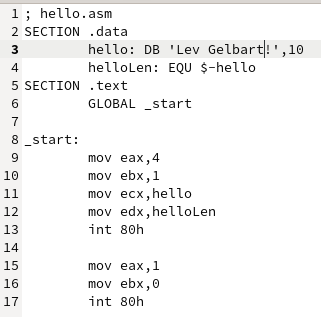 1 ; hello.asm
2 SECTION .data
3 hello: DB 'Lev Gelbart!',10
4 helloLen: EQU $-hello
5 SECTION .text
6 GLOBAL _start
7
8 _start:
9 mov eax,4
10 mov ebx,1
11 mov ecx,hello
12 mov edx,helloLen
13 int 80h
14
15 mov eax,1
16 mov ebx,0
17 int 80h